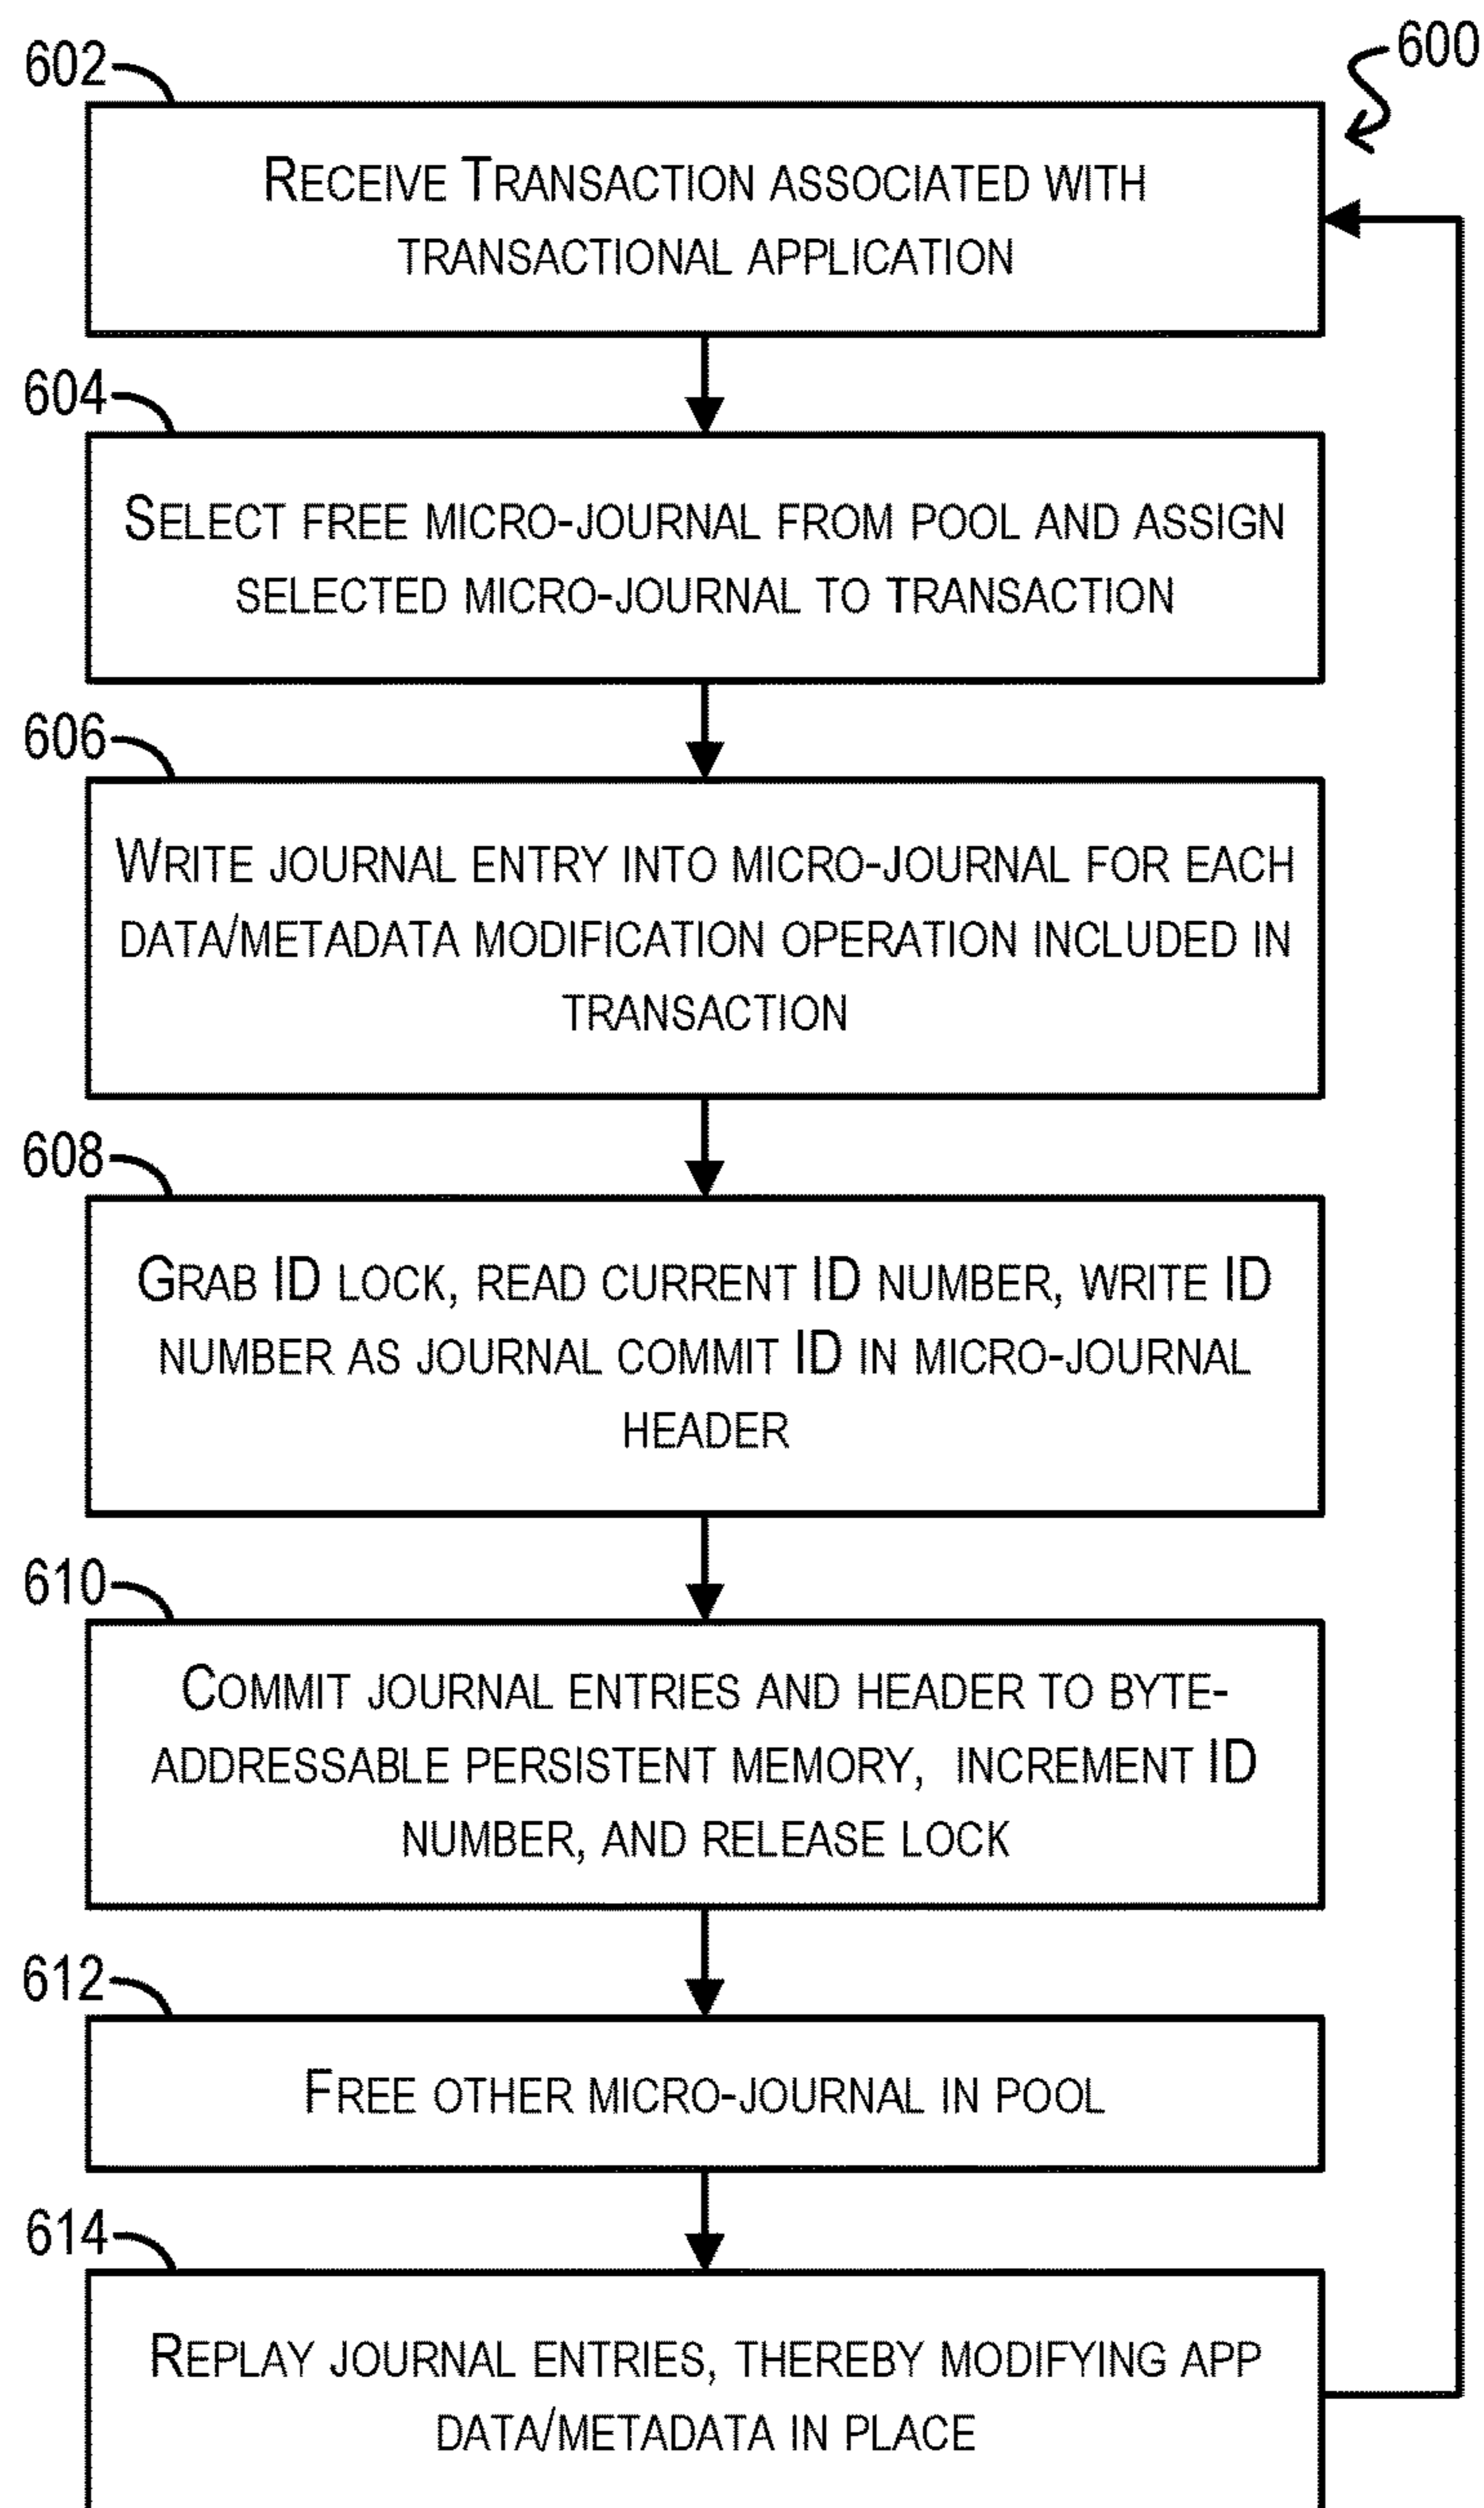 600
602
RECEIVE TRANSACTION ASSOCIATED WITH
TRANSACTIONAL APPLICATION
604
SELECT FREE MICRO-JOURNAL FROM POOL AND ASSIGN
SELECTED MICRO-JOURNAL TO TRANSACTION
606
WRITE JOURNAL ENTRY INTO MICRO-JOURNAL FOR EACH
DATA/METADATA MODIFICATION OPERATION INCLUDED IN
TRANSACTION
608
GRAB ID LOCK, READ CURRENT ID NUMBER, WRITE ID
NUMBER AS JOURNAL COMMIT ID IN MICRO-JOURNAL
HEADER
610
COMMIT JOURNAL ENTRIES AND HEADER TO BYTE-
ADDRESSABLE PERSISTENT MEMORY, INCREMENT ID
NUMBER, AND RELEASE LOCK
612
FREE OTHER MICRO-JOURNAL IN POOL
614
REPLAY JOURNAL ENTRIES, THEREBY MODIFYING APP
DATA/METADATA IN PLACE